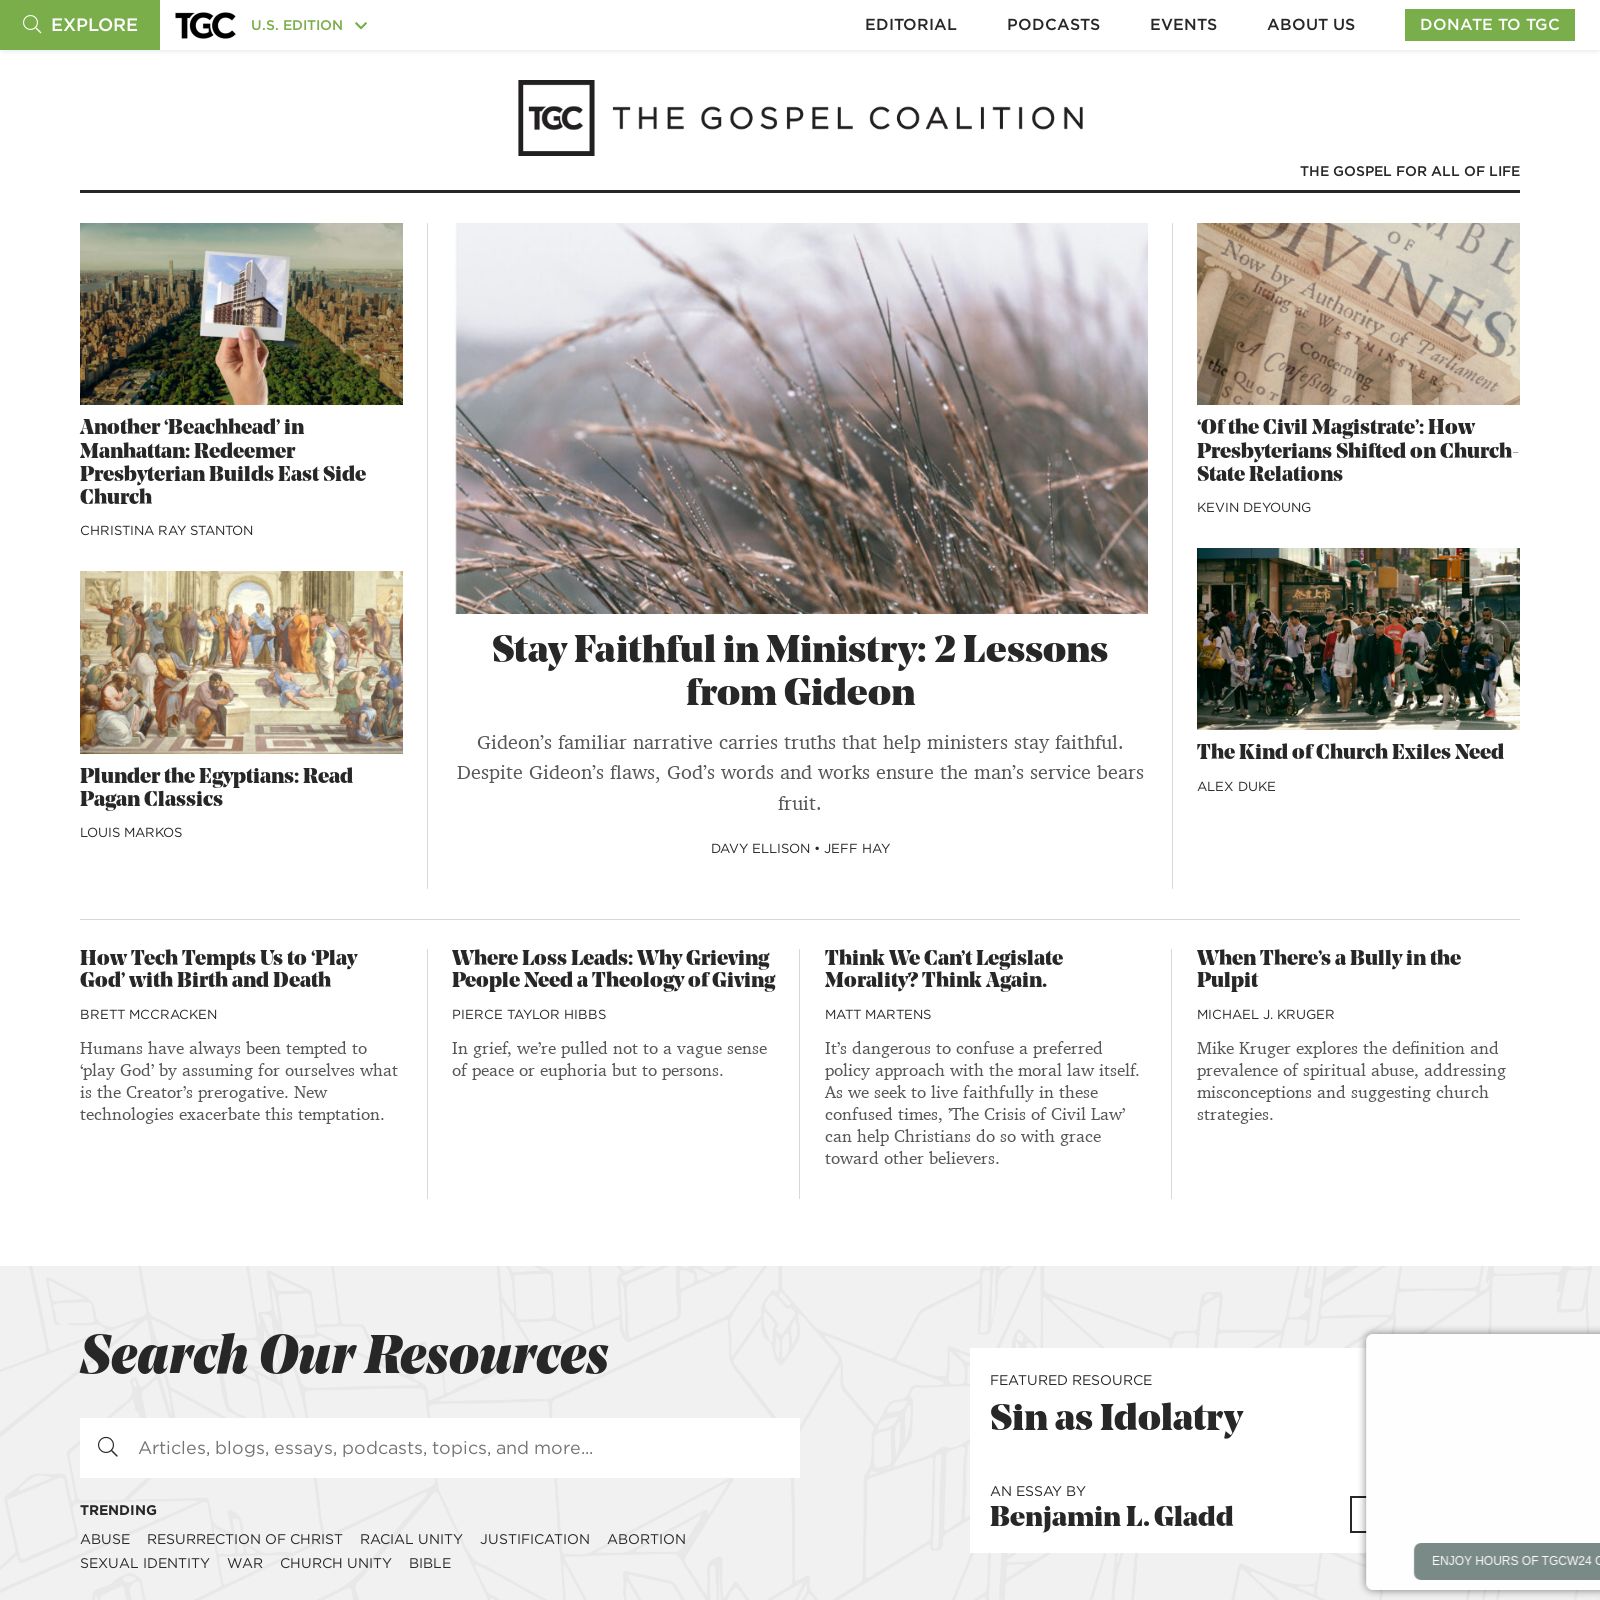 EXPLORE
TGC
U.S. EDITION
EDITORIAL
PODCASTS
EVENTS
ABOUT US
DONATE TO TGC
TGC THE GOSPEL COALITION
THE GOSPEL FOR ALL OF LIFE
Another ‘Beachhead’ in
Manhattan: Redeemer
Presbyterian Builds East Side
Church
CHRISTINA RAY STANTON
Plunder the Egyptians: Read
Pagan Classics
LOUIS MARKOS
Stay Faithful in Ministry: 2 Lessons
from Gideon
Gideon’s familiar narrative carries truths that help ministers stay faithful.
Despite Gideon’s flaws, God’s words and works ensure the man’s service bears
fruit.
DAVY ELLISON • JEFF HAY
OF
DIVINES,
Now by Authority of Parliament
WESTMINSTER,
Concerning
A Confession of
‘Of the Civil Magistrate’: How
Presbyterians Shifted on Church-
State Relations
KEVIN DEYOUNG
The Kind of Church Exiles Need
ALEX DUKE
How Tech Tempts Us to ‘Play
God’ with Birth and Death
BRETT MCCRACKEN
Humans have always been tempted to
‘play God’ by assuming for ourselves what
is the Creator’s prerogative. New
technologies exacerbate this temptation.
Where Loss Leads: Why Grieving
People Need a Theology of Giving
PIERCE TAYLOR HIBBS
In grief, we’re pulled not to a vague sense
of peace or euphoria but to persons.
Think We Can’t Legislate
Morality? Think Again.
MATT MARTENS
It’s dangerous to confuse a preferred
policy approach with the moral law itself.
As we seek to live faithfully in these
confused times, ’The Crisis of Civil Law’
can help Christians do so with grace
toward other believers.
When There’s a Bully in the
Pulpit
MICHAEL J. KRUGER
Mike Kruger explores the definition and
prevalence of spiritual abuse, addressing
misconceptions and suggesting church
strategies.
Search Our Resources
Articles, blogs, essays, podcasts, topics, and more...
TRENDING
ABUSE RESURRECTION OF CHRIST RACIAL UNITY JUSTIFICATION ABORTION
SEXUAL IDENTITY WAR CHURCH UNITY BIBLE
FEATURED RESOURCE
Sin as Idolatry
AN ESSAY BY
Benjamin L. Gladd
ENJOY HOURS OF TGCW24